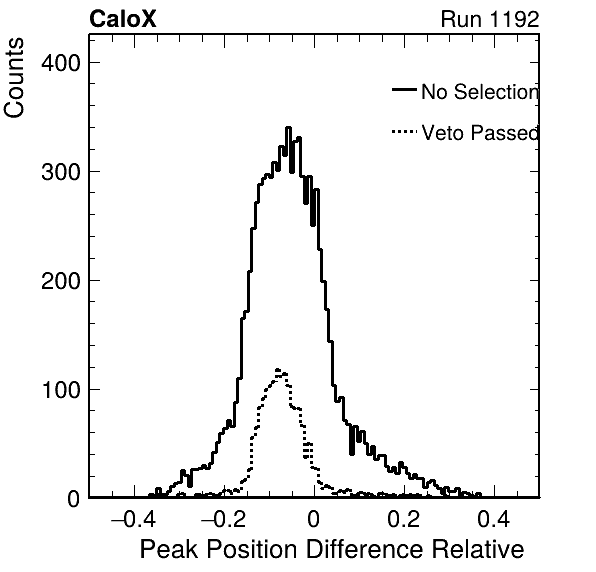 CaloX Run 1192
Counts
400
300
200
100
0
No Selection
Veto Passed
−0.4 −0.2 0 0.2 0.4
Peak Position Difference Relative